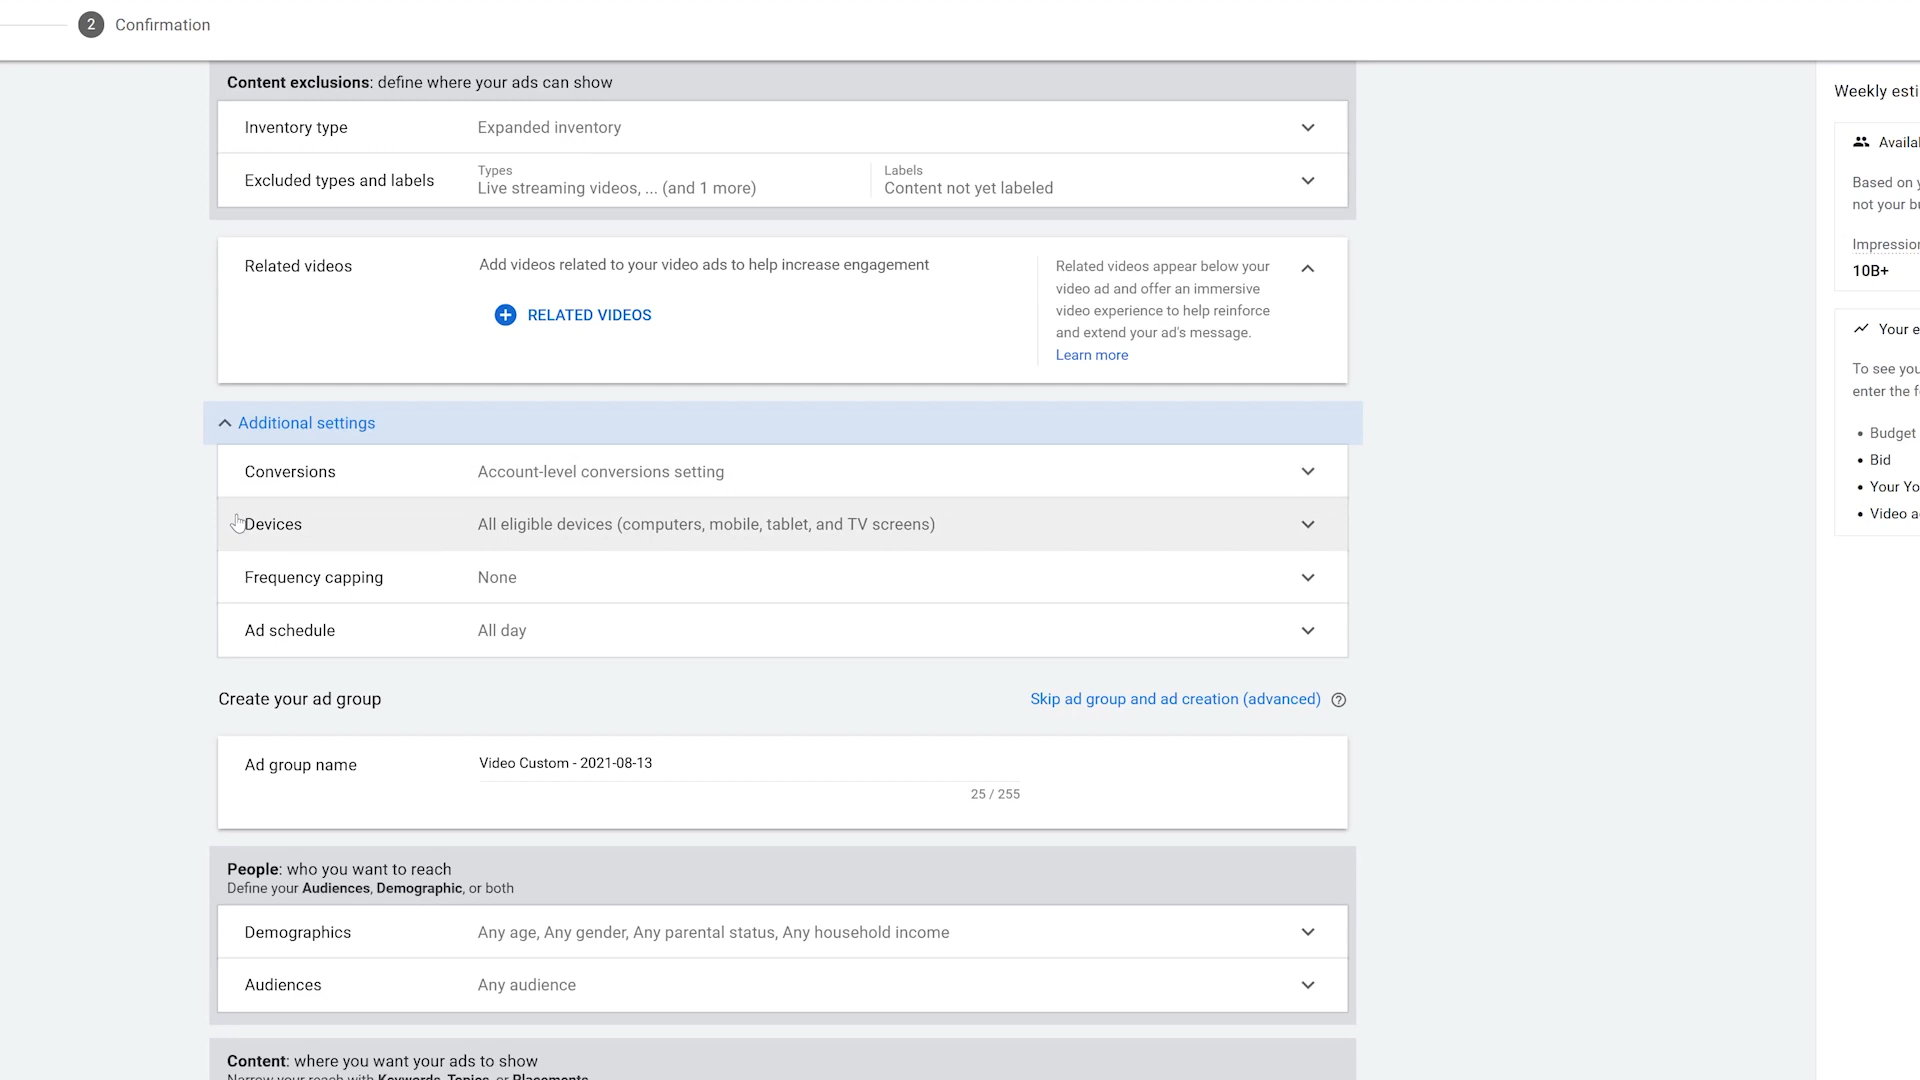 2 Confirmation
Content exclusions: define where your ads can show
Inventory type Expanded inventory
Types Labels
Excluded types and labels Live streaming videos, ... (and 1 more) Content not yet labeled
Related videos Add videos related to your video ads to help increase engagement
RELATED VIDEOS
Related videos appear below your
video ad and offer an immersive
video experience to help reinforce
and extend your ad's message.
Learn more
Additional settings
Conversions Account-level conversions setting
Devices All eligible devices (computers, mobile, tablet, and TV screens)
Frequency capping None
Ad schedule All day
Create your ad group Skip ad group and ad creation (advanced)
Ad group name Video Custom - 2021-08-13
25 / 255
People: who you want to reach
Define your Audiences, Demographic, or both
Demographics Any age, Any gender, Any parental status, Any household income
Audiences Any audience
Content: where you want your ads to show
Narrow your reach with Keywords, Topics, or Placements
Weekly esti
Availa
Based on
not your
Impression
10B+
Your e
To see you
enter the
• Budget
• Bid
• Your Yo
• Video a